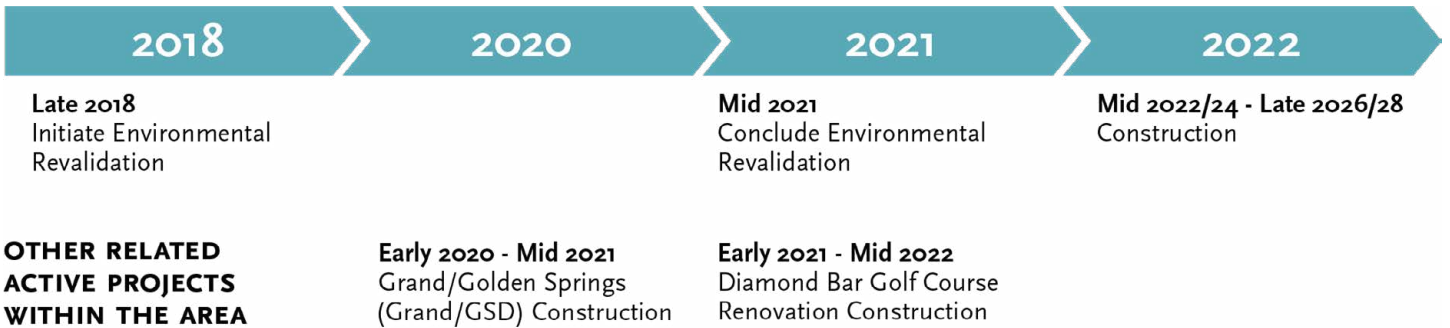 2018
2020
2021
2022
Late 2018
Initiate Environmental
Revalidation
Mid 2021
Conclude Environmental
Revalidation
Mid 2022/24 - Late 2026/28
Construction
OTHER RELATED
ACTIVE PROJECTS
WITHIN THE AREA
Early 2020 - Mid 2021
Grand/Golden Springs
(Grand/GSD) Construction
Early 2021 - Mid 2022
Diamond Bar Golf Course
Renovation Construction